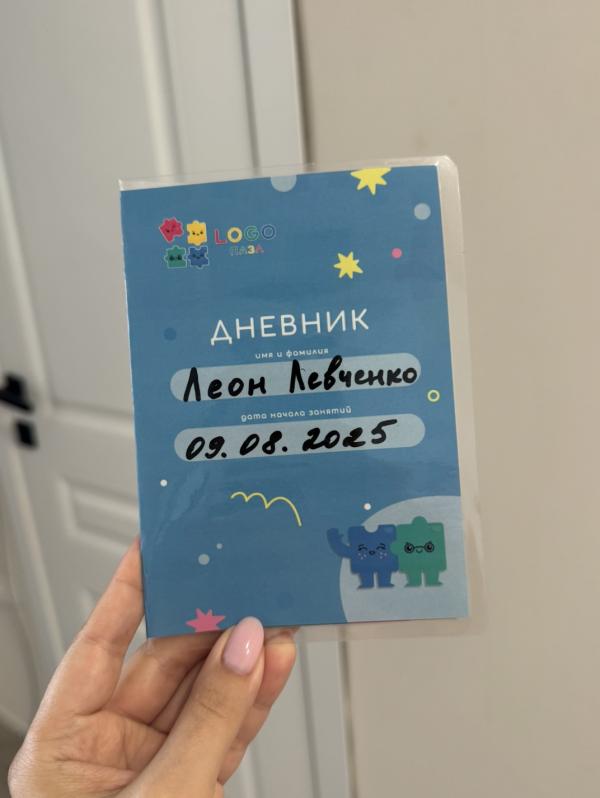 LOGO
ПАЗЛ
ДНЕВНИК
имя и фамилия
Леон Левченко
дата начала занятий
09.08.2025